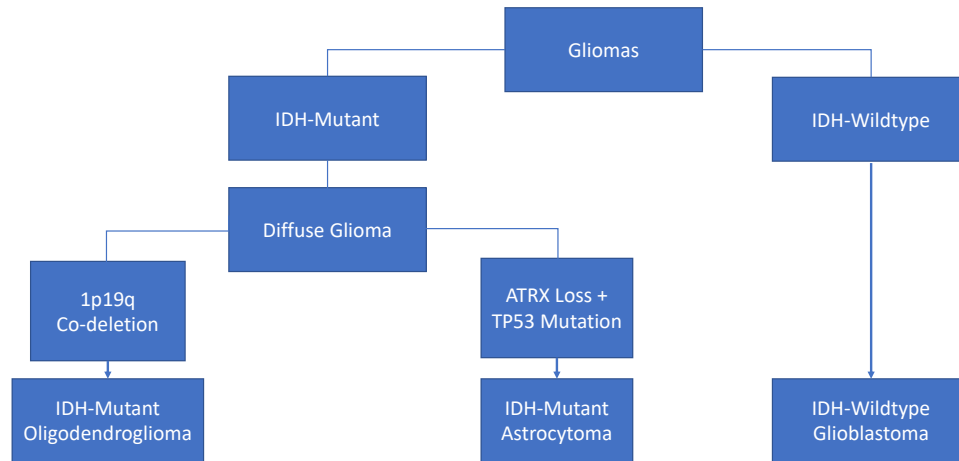 Gliomas
IDH-Mutant
IDH-Wildtype
Diffuse Glioma
1p19q
Co-deletion
ATRX Loss +
TP53 Mutation
IDH-Mutant
Oligodendroglioma
IDH-Mutant
Astrocytoma
IDH-Wildtype
Glioblastoma